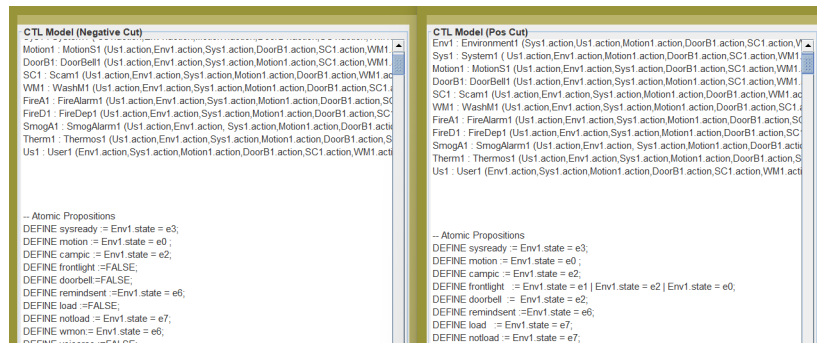 CTL Model (Negative Cut)
Motion1 : MotionS1 (Us1.action,Env1.action,Sys1.action,DoorB1.action,SC1.action,WM1.
DoorB1: DoorBell1 (Us1.action,Env1.action,Sys1.action,Motion1.action,SC1.action,WM1.
SC1 : Scam1 (Us1.action,Env1.action,Sys1.action,Motion1.action,DoorB1.action,WM1.ac
WM1 : WashM1 (Us1.action,Env1.action,Sys1.action,Motion1.action,DoorB1.action,SC1.a
FireA1 : FireAlarm1 (Us1.action,Env1.action,Sys1.action,Motion1.action,DoorB1.action,SC
FireD1 : FireDep1 (Us1.action,Env1.action,Sys1.action,Motion1.action,DoorB1.action,SC1
SmogA1 : SmogAlarm1 (Us1.action,Env1.action, Sys1.action,Motion1.action,DoorB1.actio
Therm1 : Thermos1 (Us1.action,Env1.action,Sys1.action,Motion1.action,DoorB1.action,S
Us1 : User1 (Env1.action,Sys1.action,Motion1.action,DoorB1.action,SC1.action,WM1.acti
-- Atomic Propositions
DEFINE sysready := Env1.state = e3;
DEFINE motion := Env1.state = e0 ;
DEFINE campic := Env1.state = e2;
DEFINE frontlight :=FALSE;
DEFINE doorbell:=FALSE;
DEFINE remindsent :=Env1.state = e6;
DEFINE load :=FALSE;
DEFINE notload := Env1.state = e7;
DEFINE wmon:= Env1.state = e6;
CTL Model (Pos Cut)
Env1 : Environment1 (Sys1.action,Us1.action,Motion1.action,DoorB1.action,SC1.action,W
Sys1 : System1 ( Us1.action,Env1.action,Motion1.action,DoorB1.action,SC1.action,WM1.
Motion1 : MotionS1 (Us1.action,Env1.action,Sys1.action,DoorB1.action,SC1.action,WM1.
DoorB1: DoorBell1 (Us1.action,Env1.action,Sys1.action,Motion1.action,SC1.action,WM1.
SC1 : Scam1 (Us1.action,Env1.action,Sys1.action,Motion1.action,DoorB1.action,WM1.ac
WM1 : WashM1 (Us1.action,Env1.action,Sys1.action,Motion1.action,DoorB1.action,SC1.a
FireA1 : FireAlarm1 (Us1.action,Env1.action,Sys1.action,Motion1.action,DoorB1.action,SC
FireD1 : FireDep1 (Us1.action,Env1.action,Sys1.action,Motion1.action,DoorB1.action,SC1
SmogA1 : SmogAlarm1 (Us1.action,Env1.action, Sys1.action,Motion1.action,DoorB1.actio
Therm1 : Thermos1 (Us1.action,Env1.action,Sys1.action,Motion1.action,DoorB1.action,S
Us1 : User1 (Env1.action,Sys1.action,Motion1.action,DoorB1.action,SC1.action,WM1.acti
-- Atomic Propositions
DEFINE sysready := Env1.state = e3;
DEFINE motion := Env1.state = e0 ;
DEFINE campic := Env1.state = e2;
DEFINE frontlight := Env1.state = e1 | Env1.state = e2 | Env1.state = e0;
DEFINE doorbell := Env1.state = e2;
DEFINE remindsent :=Env1.state = e6;
DEFINE load := Env1.state = e7;
DEFINE notload := Env1.state = e7;